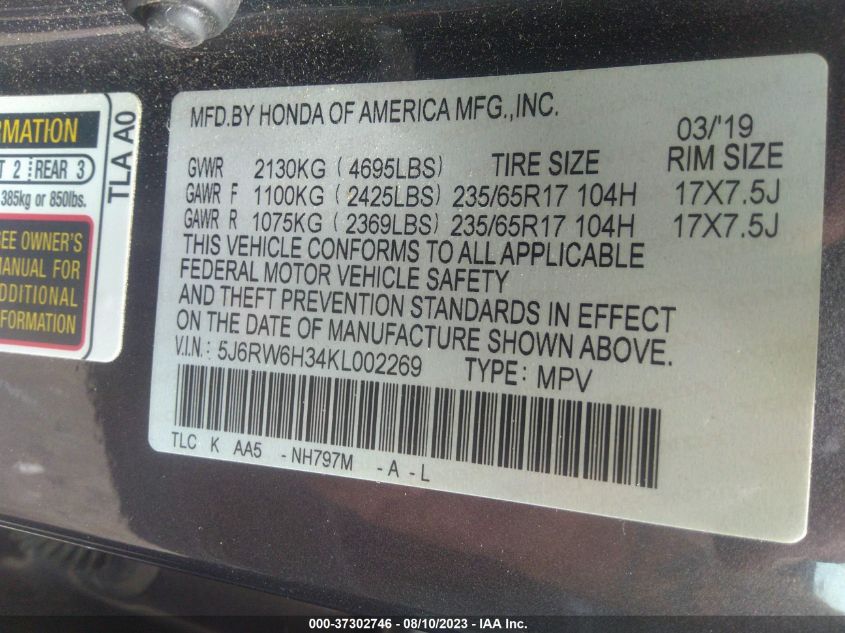 RMATION
T 2 REAR 3
385kg or 850lbs.
TLA A0
SEE OWNER'S
MANUAL FOR
ADDITIONAL
INFORMATION
MFD.BY HONDA OF AMERICA MFG.,INC.
03/'19
GVWR 2130KG (4695LBS) TIRE SIZE RIM SIZE
GAWR F 1100KG (2425LBS) 235/65R17 104H 17X7.5J
GAWR R 1075KG (2369LBS) 235/65R17 104H 17X7.5J
THIS VEHICLE CONFORMS TO ALL APPLICABLE
FEDERAL MOTOR VEHICLE SAFETY
AND THEFT PREVENTION STANDARDS IN EFFECT
ON THE DATE OF MANUFACTURE SHOWN ABOVE.
V.I.N.: 5J6RW6H34KL002269 TYPE: MPV
TLC K AA5 - NH797M - A - L
000-37302746 - 08/10/2023 - IAA Inc.